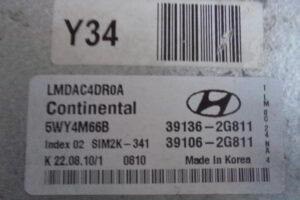 Y34
LMDAC4DR0A
Continental
5WY4M66B
39136-2G811
Index 02 SIM2K-341
39106-2G811
K 22.08.10/1 0810
Made in Korea